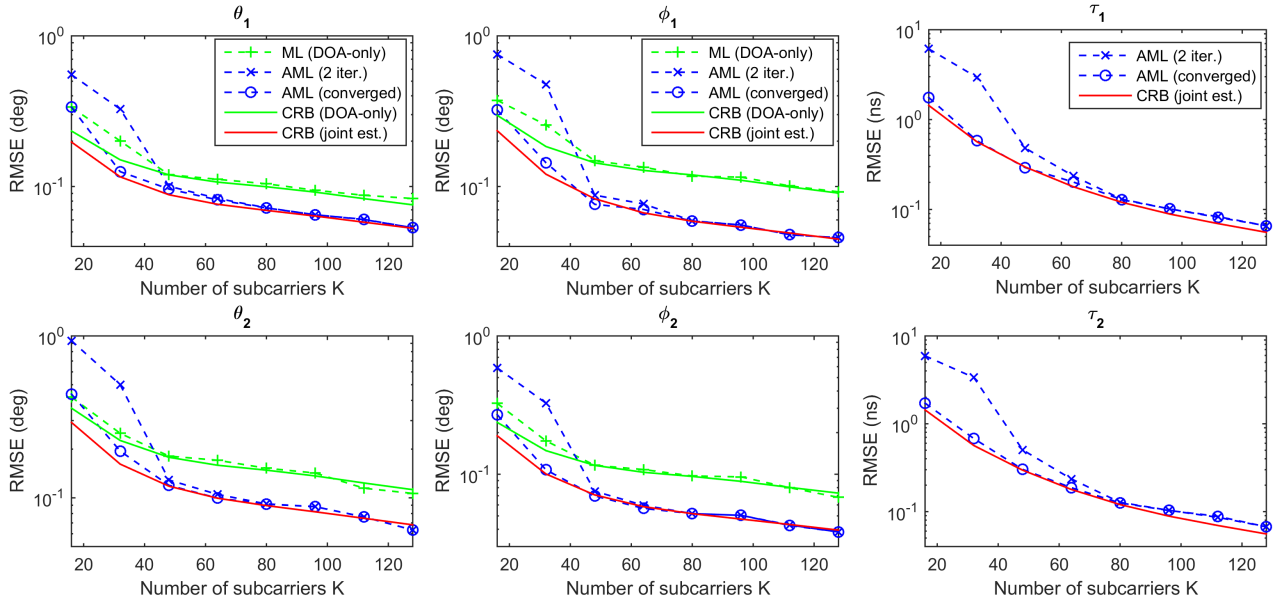 θ1
10^0
10^-1
RMSE (deg)
20 40 60 80 100 120
Number of subcarriers K
ML (DOA-only)
AML (2 iter.)
AML (converged)
CRB (DOA-only)
CRB (joint est.)
ϕ1
10^0
10^-1
RMSE (deg)
20 40 60 80 100 120
Number of subcarriers K
ML (DOA-only)
AML (2 iter.)
AML (converged)
CRB (DOA-only)
CRB (joint est.)
τ1
10^1
10^0
10^-1
RMSE (ns)
20 40 60 80 100 120
Number of subcarriers K
AML (2 iter.)
AML (converged)
CRB (joint est.)
θ2
10^0
10^-1
RMSE (deg)
20 40 60 80 100 120
Number of subcarriers K
ϕ2
10^0
10^-1
RMSE (deg)
20 40 60 80 100 120
Number of subcarriers K
τ2
10^1
10^0
10^-1
RMSE (ns)
20 40 60 80 100 120
Number of subcarriers K